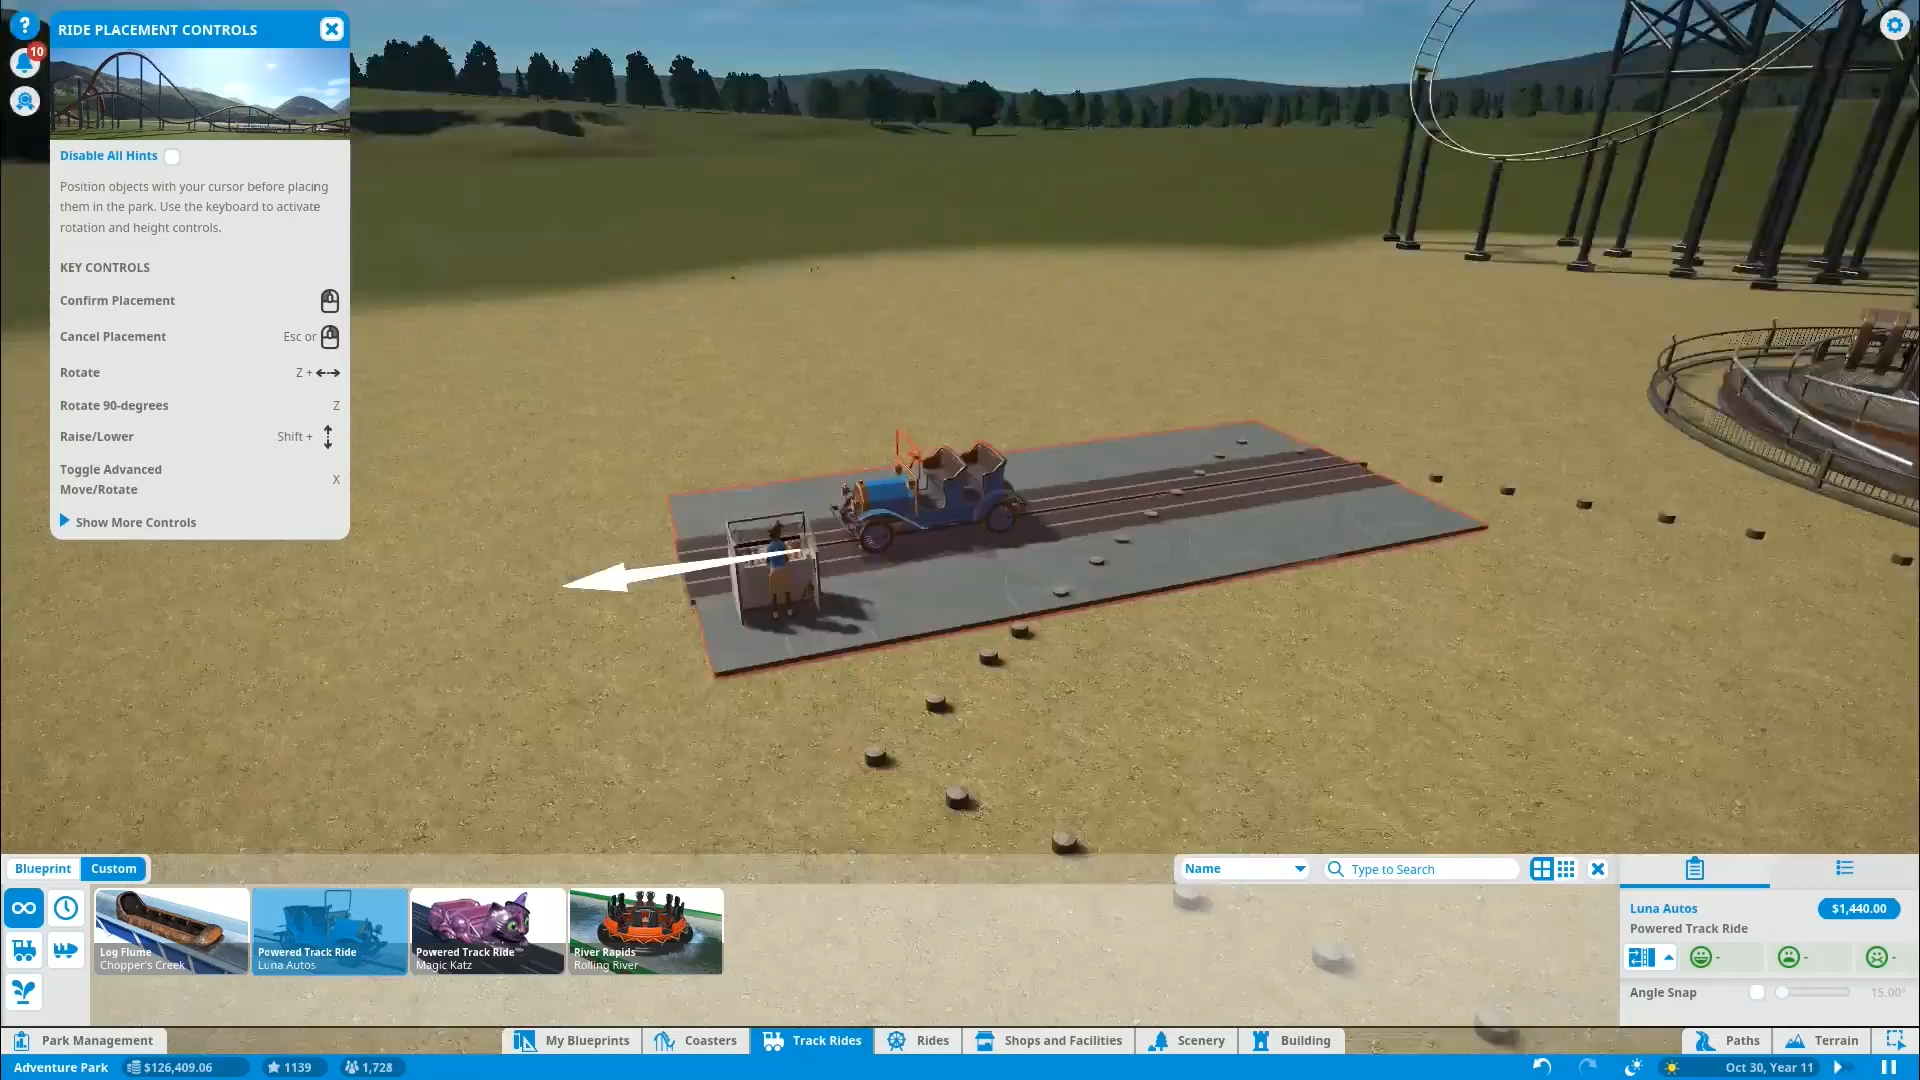 ?
10
RIDE PLACEMENT CONTROLS
Disable All Hints
Position objects with your cursor before placing
them in the park. Use the keyboard to activate
rotation and height controls.
KEY CONTROLS
Confirm Placement
Cancel Placement Esc or
Rotate Z +
Rotate 90-degrees Z
Raise/Lower Shift +
Toggle Advanced
Move/Rotate X
Show More Controls
Blueprint Custom
Name Type to Search
Log Flume
Chopper's Creek
Powered Track Ride
Luna Autos
Powered Track Ride
Magic Katz
River Rapids
Rolling River
Luna Autos $1,440.00
Powered Track Ride
- - -
Angle Snap 15.00°
Park Management My Blueprints Coasters Track Rides Rides Shops and Facilities Scenery Building Paths Terrain
Adventure Park $126,409.06 1139 1,728 Oct 30, Year 11